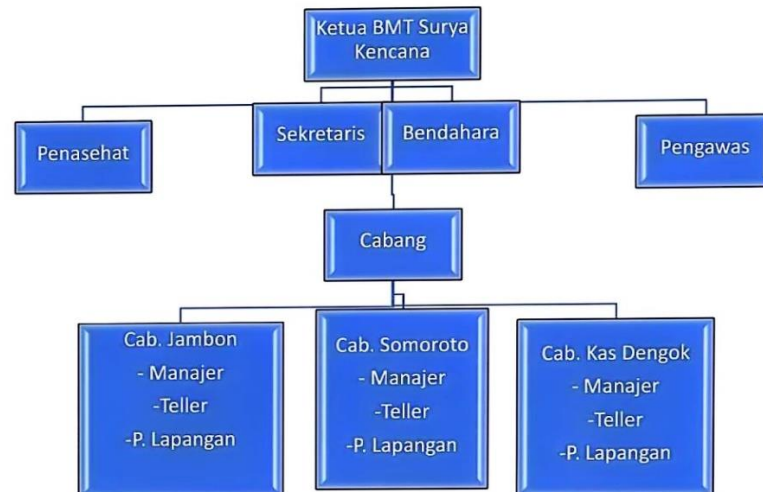 Ketua BMT Surya
Kencana
Penasehat
Sekretaris
Bendahara
Pengawas
Cabang
Cab. Jambon
- Manajer
-Teller
-P. Lapangan
Cab. Somoroto
- Manajer
-Teller
-P. Lapangan
Cab. Kas Dengok
- Manajer
-Teller
-P. Lapangan